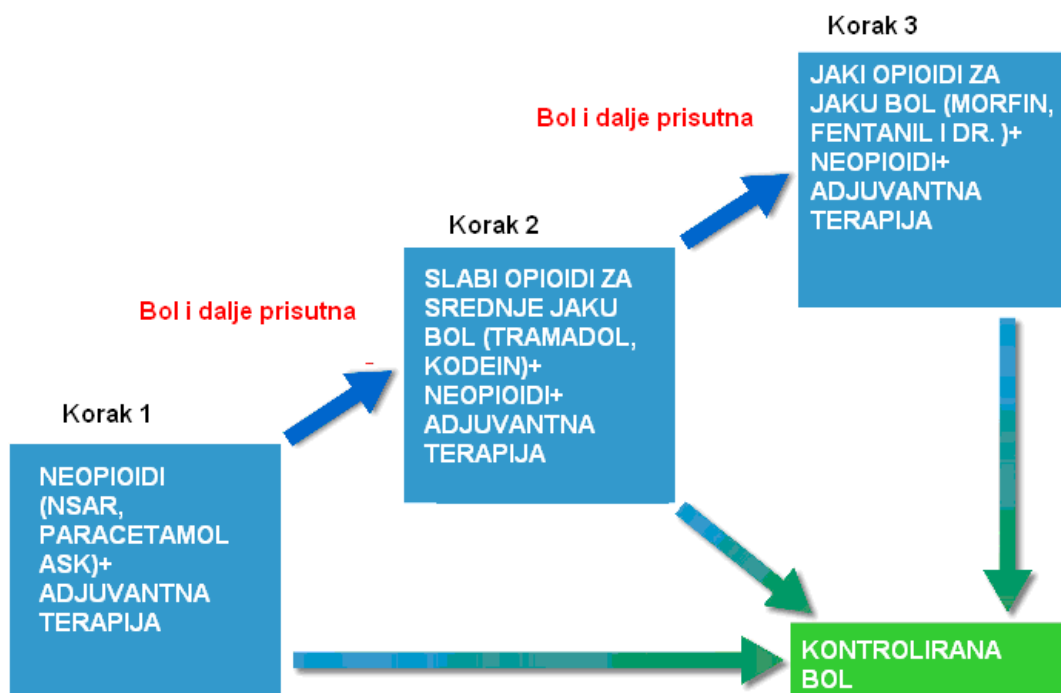 Korak 3
JAKI OPIOIDI ZA
JAKU BOL (MORFIN,
FENTANIL I DR. )+
NEOPIOIDI+
ADJUVANTNA
TERAPIJA
Bol i dalje prisutna
Korak 2
SLABI OPIOIDI ZA
SREDNJE JAKU
BOL (TRAMADOL,
KODEIN)+
NEOPIOIDI+
ADJUVANTNA
TERAPIJA
Bol i dalje prisutna
Korak 1
NEOPIOIDI
(NSAR,
PARACETAMOL
ASK)+
ADJUVANTNA
TERAPIJA
KONTROLIRANA
BOL